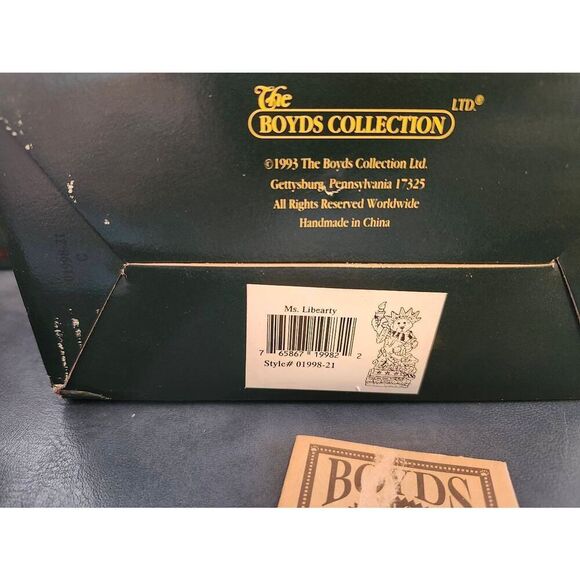 The
BOYDS COLLECTION LTD.®
©1993 The Boyds Collection Ltd.
Gettysburg, Pennsylvania 17325
All Rights Reserved Worldwide
Handmade in China
Ms. Libearty
7 65867 19982 2
Style# 01998-21
BOYDS